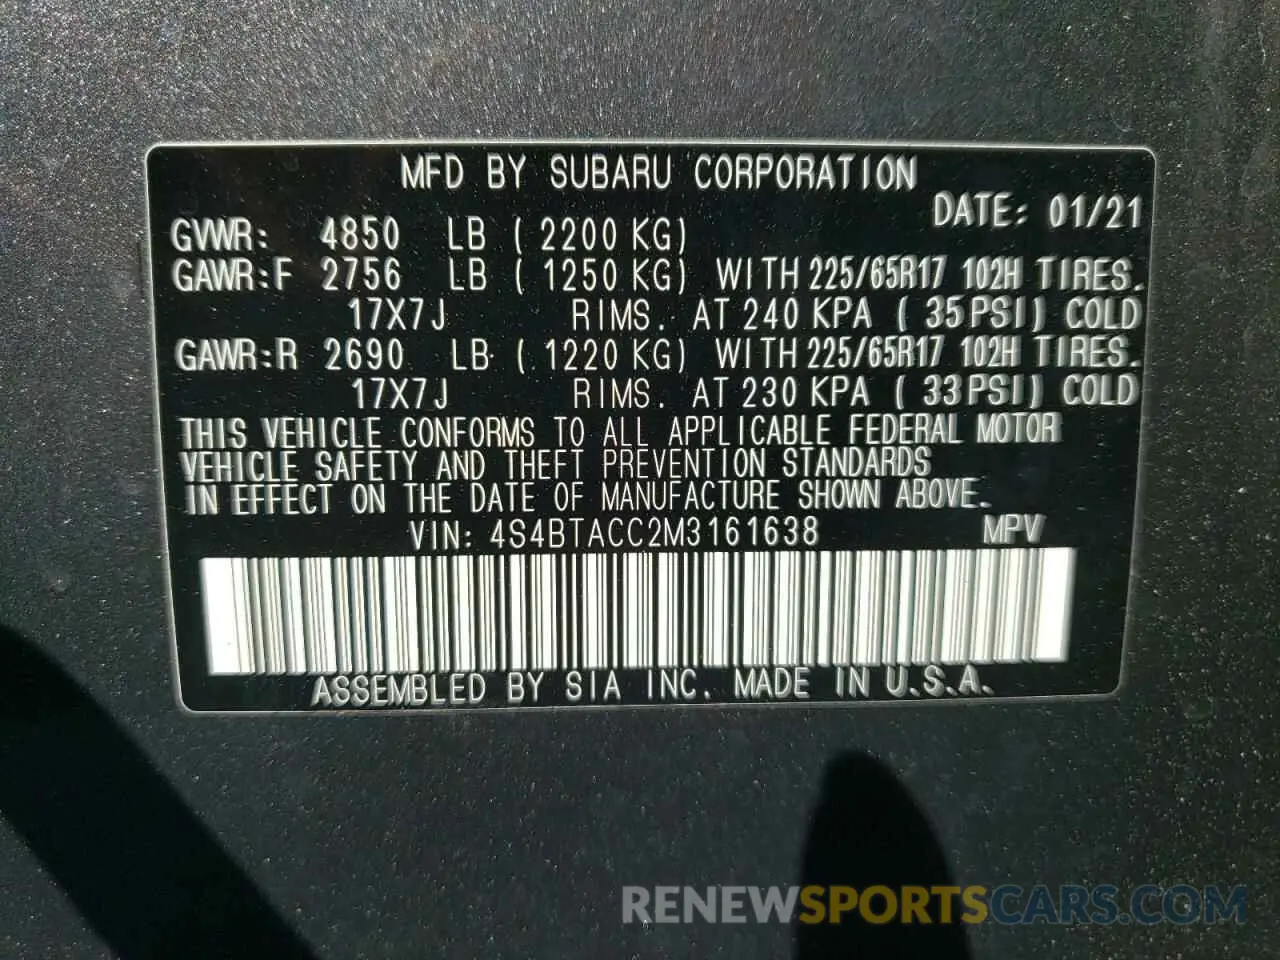 MFD BY SUBARU CORPORATION
DATE: 01/21
GVWR: 4850 LB ( 2200 KG)
GAWR:F 2756 LB ( 1250 KG) WITH 225/65R17 102H TIRES.
17X7J RIMS. AT 240 KPA ( 35 PSI) COLD
GAWR:R 2690 LB ( 1220 KG) WITH 225/65R17 102H TIRES.
17X7J RIMS. AT 230 KPA ( 33 PSI) COLD
THIS VEHICLE CONFORMS TO ALL APPLICABLE FEDERAL MOTOR
VEHICLE SAFETY AND THEFT PREVENTION STANDARDS
IN EFFECT ON THE DATE OF MANUFACTURE SHOWN ABOVE.
VIN: 4S4BTACC2M3161638 MPV
ASSEMBLED BY SIA INC. MADE IN U.S.A.
RENEWSPORTSCARS.COM